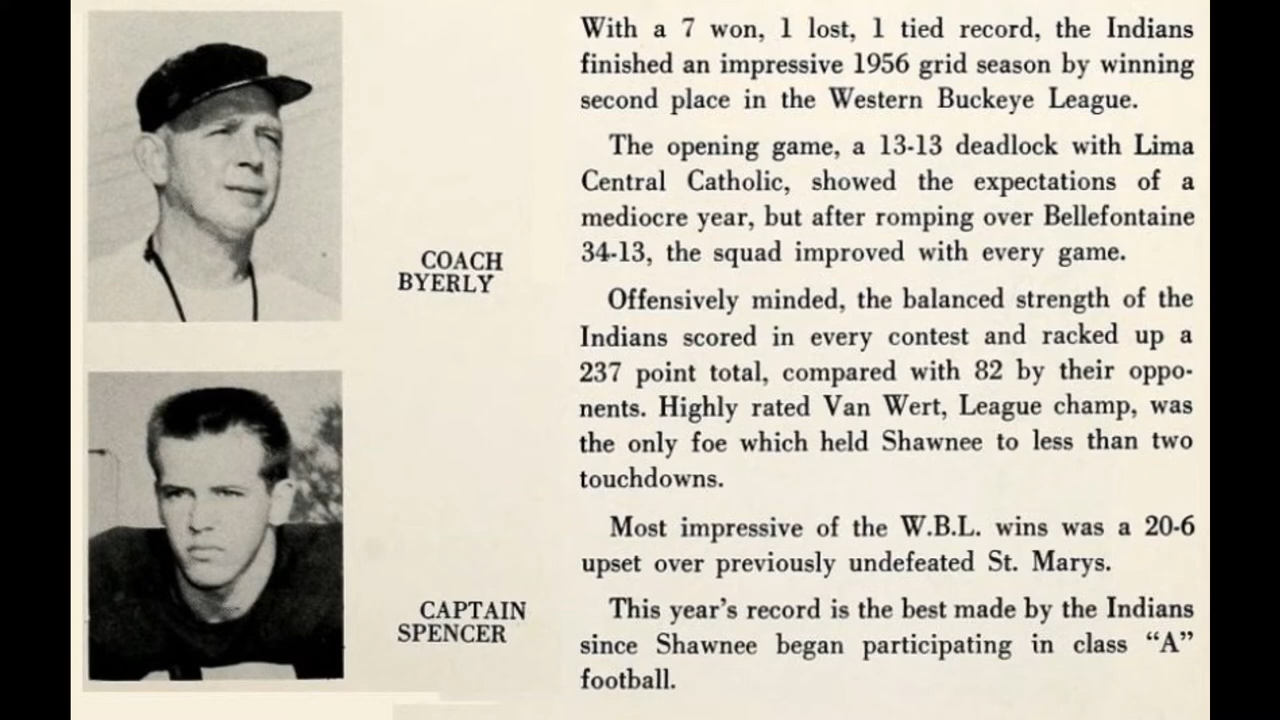 COACH
BYERLY
CAPTAIN
SPENCER
With a 7 won, 1 lost, 1 tied record, the Indians
finished an impressive 1956 grid season by winning
second place in the Western Buckeye League.
The opening game, a 13-13 deadlock with Lima
Central Catholic, showed the expectations of a
mediocre year, but after romping over Bellefontaine
34-13, the squad improved with every game.
Offensively minded, the balanced strength of the
Indians scored in every contest and racked up a
237 point total, compared with 82 by their oppo-
nents. Highly rated Van Wert, League champ, was
the only foe which held Shawnee to less than two
touchdowns.
Most impressive of the W.B.L. wins was a 20-6
upset over previously undefeated St. Marys.
This year's record is the best made by the Indians
since Shawnee began participating in class “A”
football.